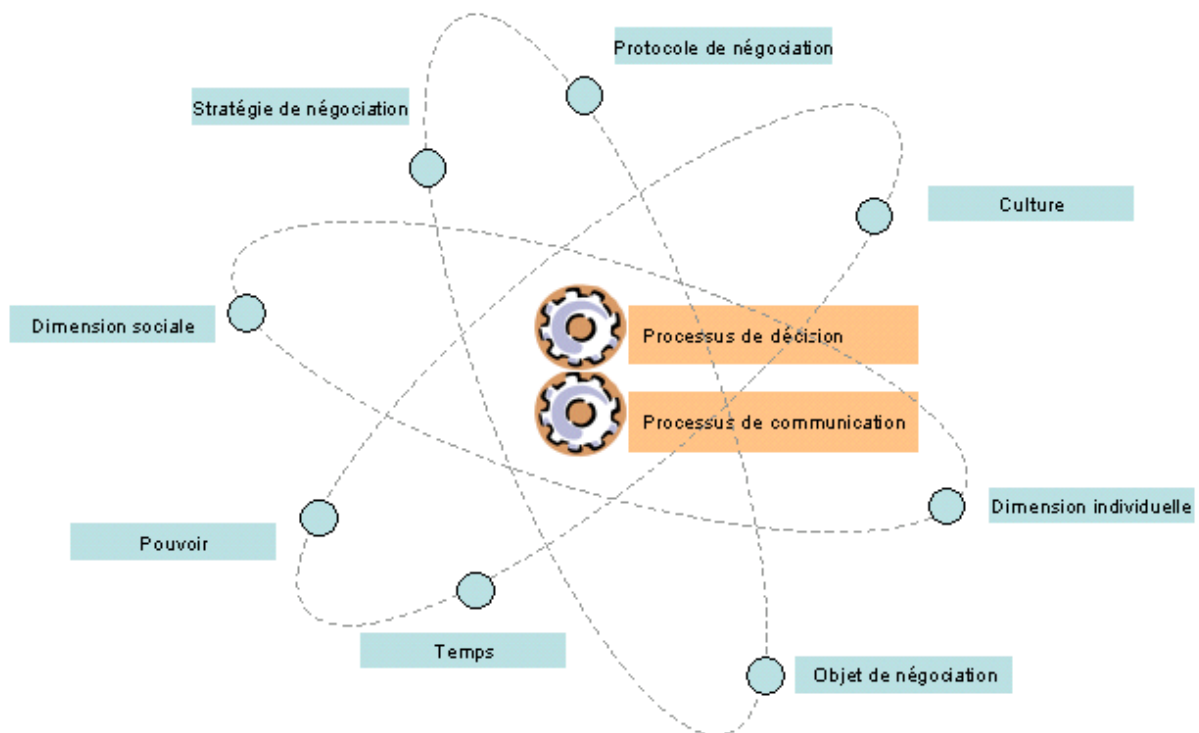 Protocole de négociation
Stratégie de négociation
Culture
Dimension sociale
Processus de décision
Processus de communication
Dimension individuelle
Pouvoir
Temps
Objet de négociation